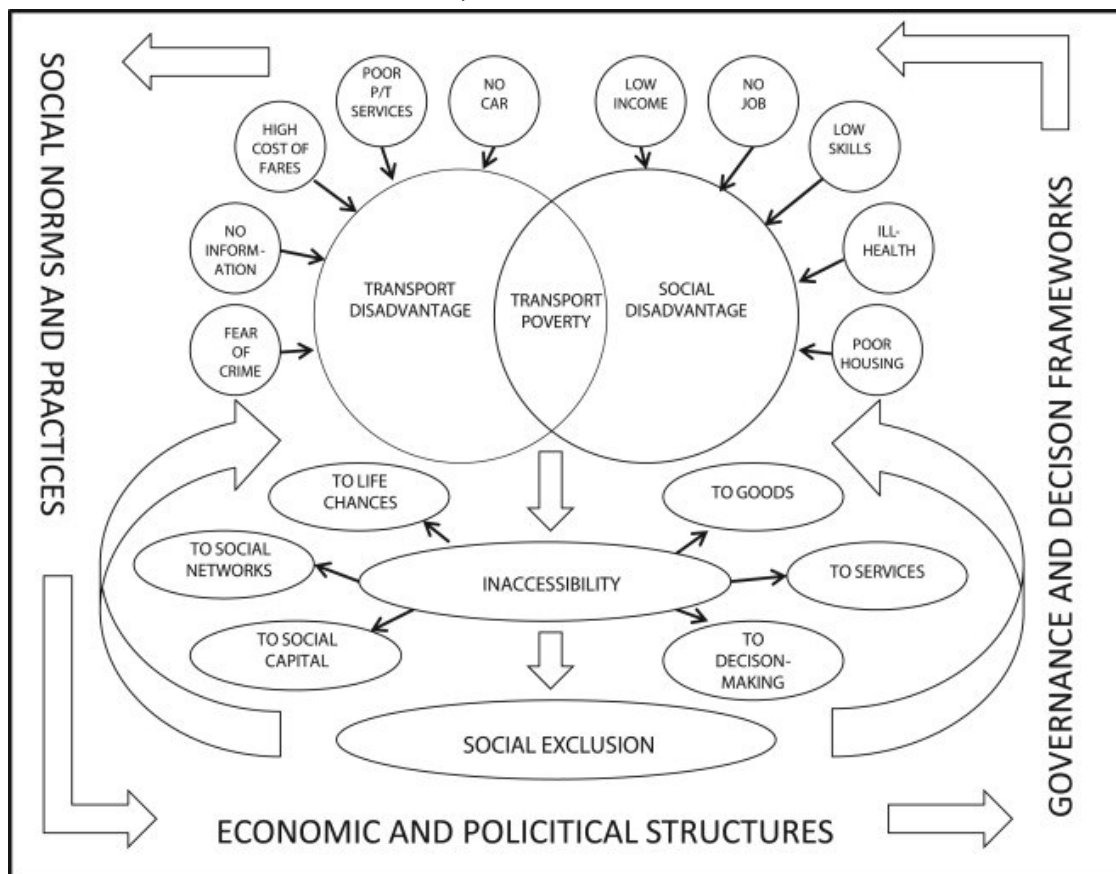 SOCIAL NORMS AND PRACTICES
POOR
P/T
SERVICES
NO
CAR
LOW
INCOME
NO
JOB
HIGH
COST OF
FARES
LOW
SKILLS
NO
INFORM-
ATION
ILL-
HEALTH
FEAR
OF
CRIME
POOR
HOUSING
TRANSPORT
DISADVANTAGE
TRANSPORT
POVERTY
SOCIAL
DISADVANTAGE
GOVERNANCE AND DECISON FRAMEWORKS
TO LIFE
CHANCES
TO GOODS
TO SOCIAL
NETWORKS
INACCESSIBILITY
TO SERVICES
TO SOCIAL
CAPITAL
TO
DECISON-
MAKING
SOCIAL EXCLUSION
ECONOMIC AND POLICITICAL STRUCTURES